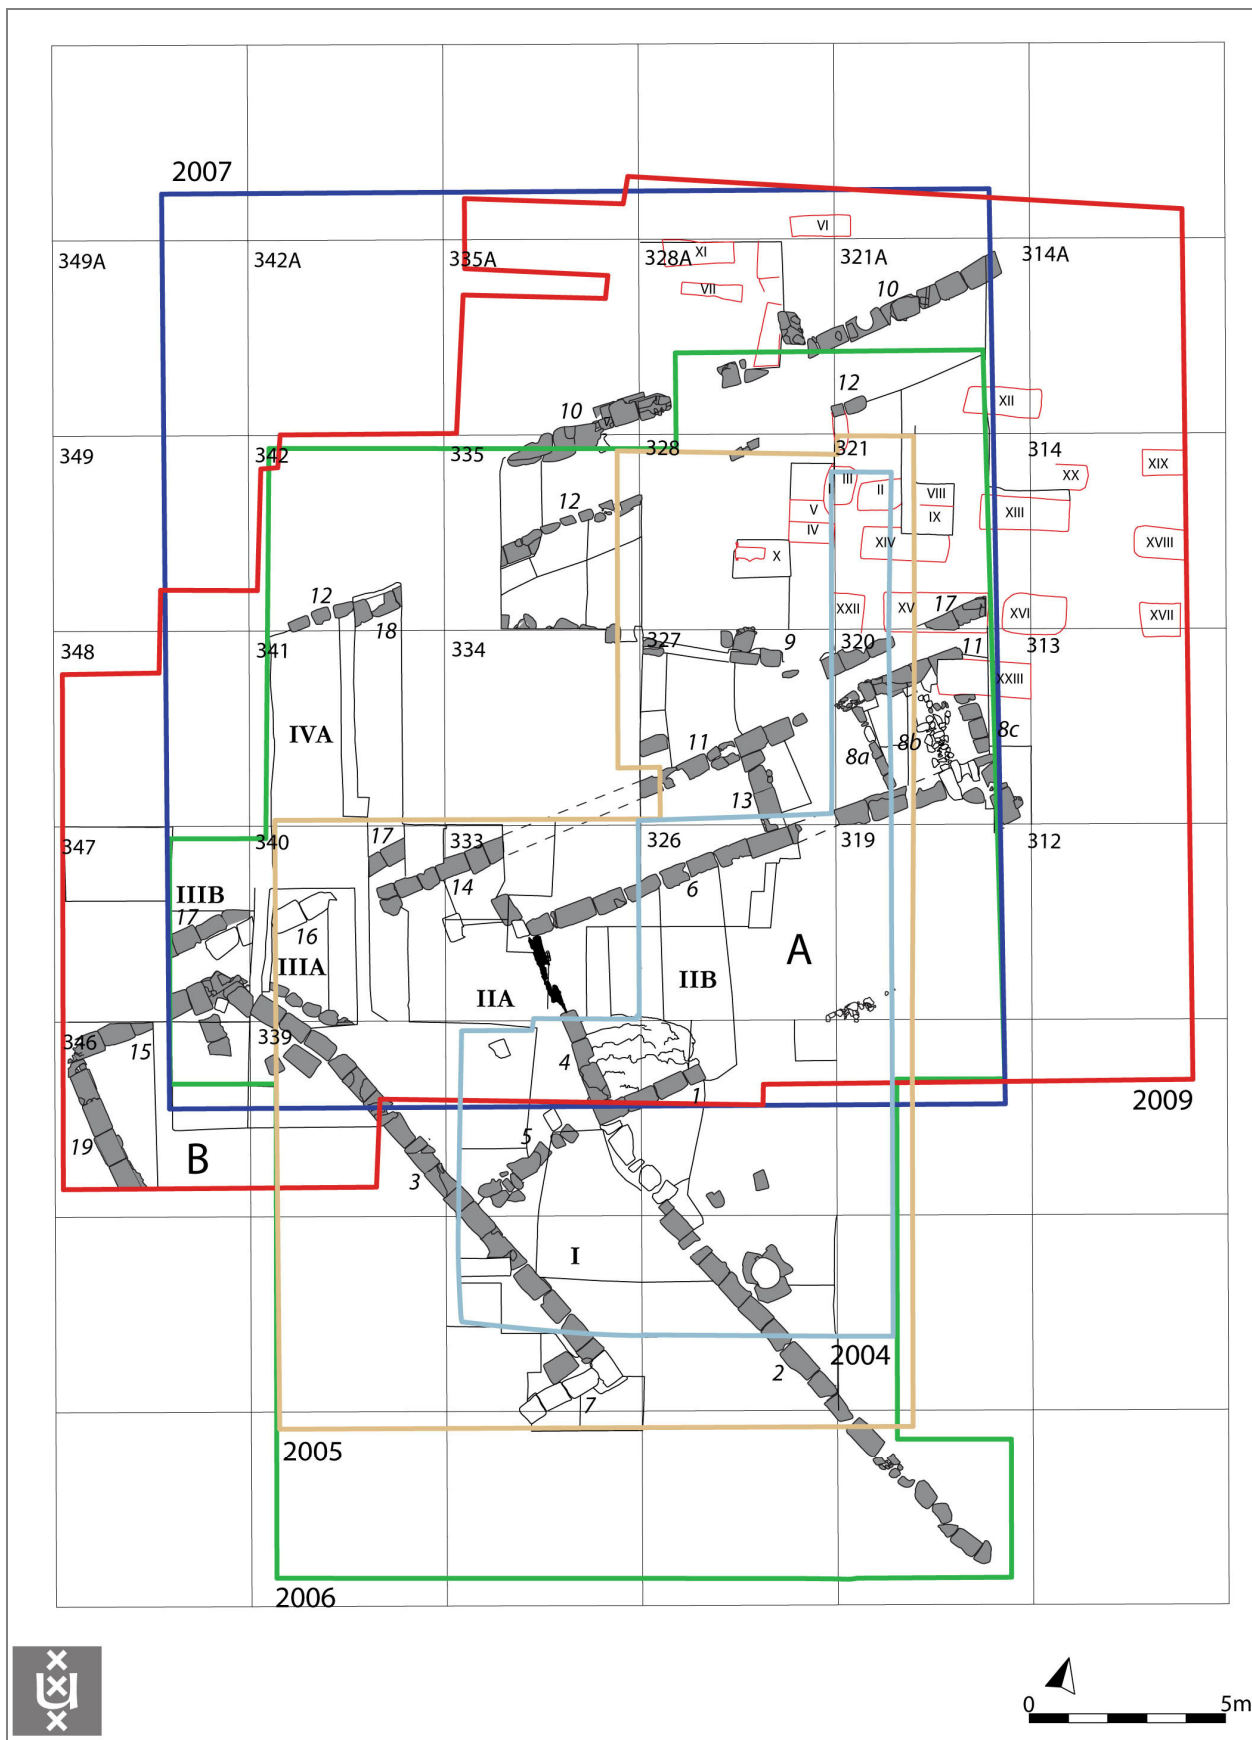 2007
VI
349A 342A 335A 328A XI 321A 314A
VII 10
12 XII
10
349 342 335 328 321 314
XIX
XX
III
I II VIII
12 V IX XIII
IV XIV XVIII
X
12 18 XXII XV 17 XVI XVII
348 341 334 327 9 320 313
11 XXIII
IVA 11 8a 8b 8c
13
347 340 17 333 326 319 312
IIIB 14 6
17 16 A
IIIA IIA IIB
346 15 339 4
1
2009
19 B 3 5
I
2004
2
7
2005
2006
u
0 5m